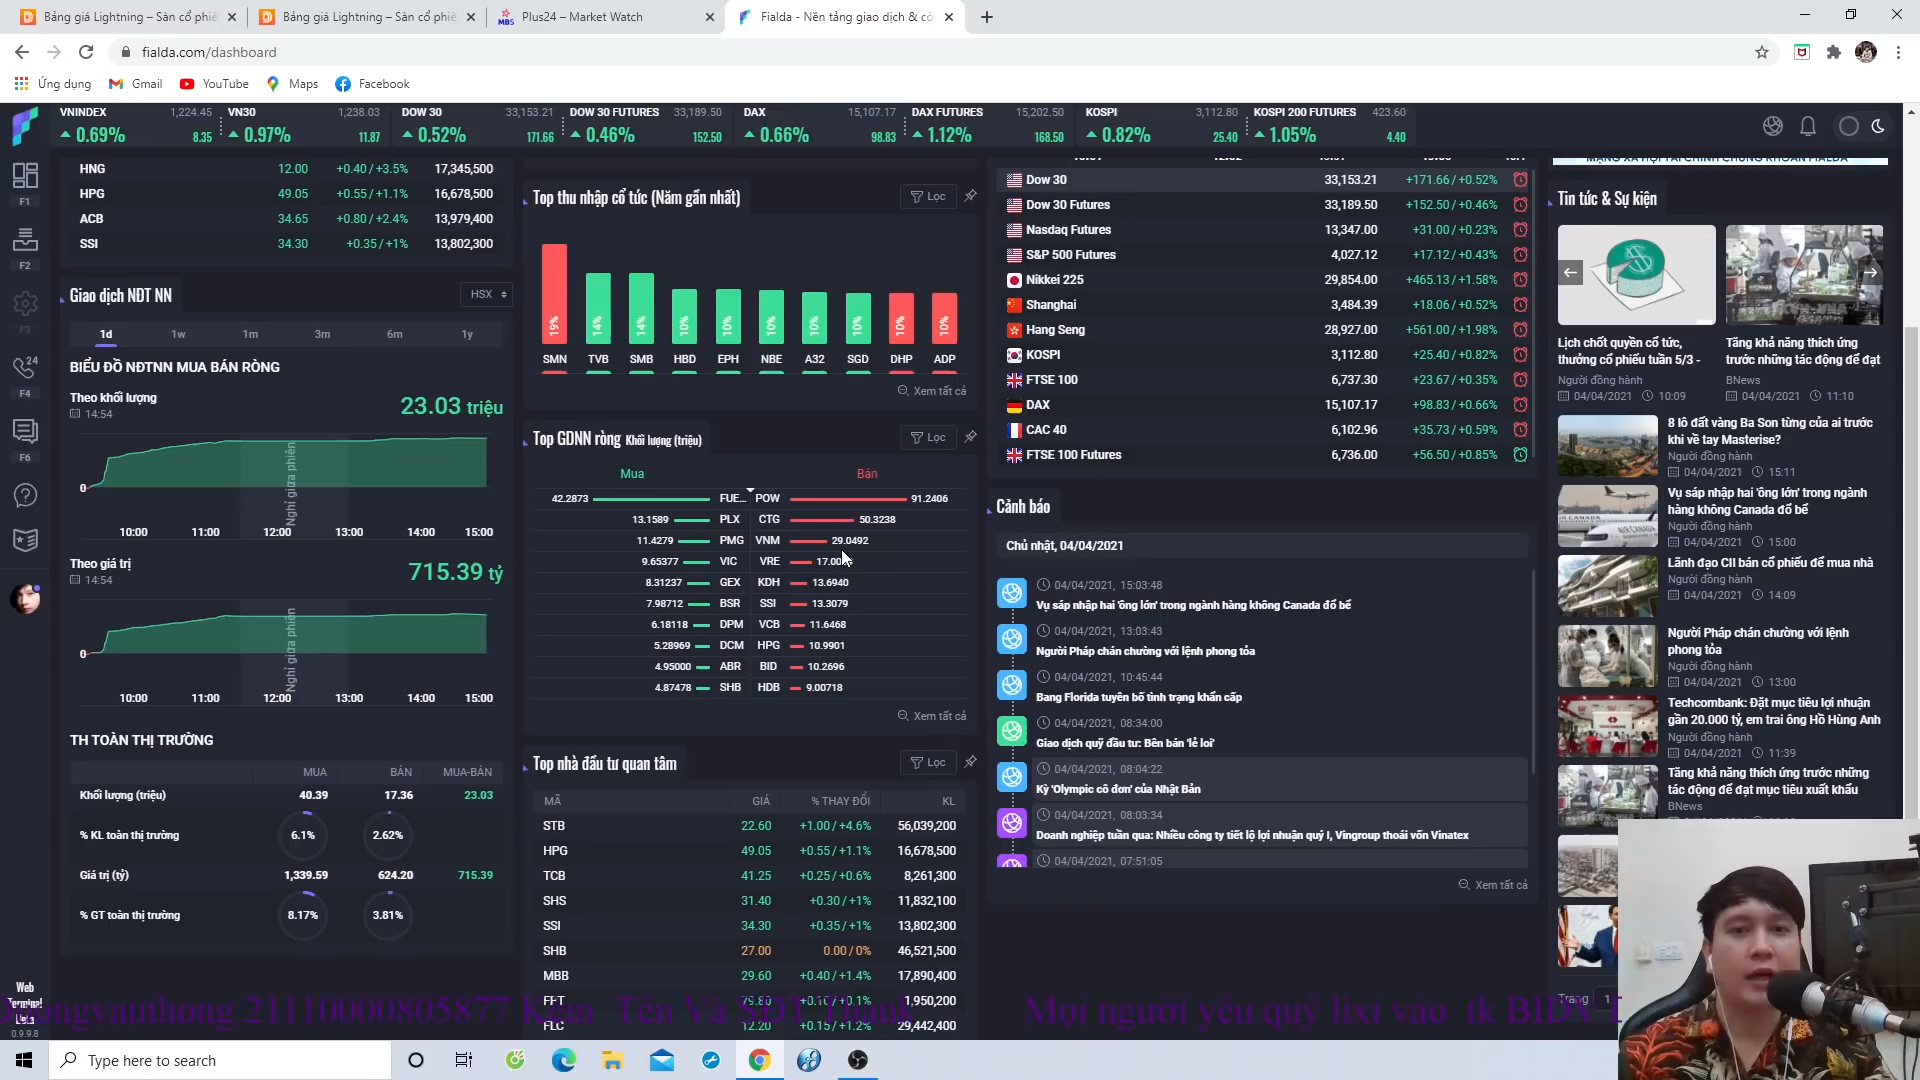 Bảng giá Lightning – Sàn cổ phiế
Bảng giá Lightning – Sàn cổ phiế
Plus24 – Market Watch
Fialda - Nền tảng giao dịch & cô
fialda.com/dashboard
Ứng dụng
Gmail
YouTube
Maps
Facebook
VNINDEX 1,224.45
0.69% 8.35
VN30 1,238.03
0.97% 11.87
DOW 30 33,153.21
0.52% 171.66
DOW 30 FUTURES 33,189.50
0.46% 152.50
DAX 15,107.17
0.66% 98.83
DAX FUTURES 15,202.50
1.12% 168.50
KOSPI 3,112.80
0.82% 25.40
KOSPI 200 FUTURES 423.60
1.05% 4.40
F1
F2
F3
24
F4
F6
HNG 12.00 +0.40 / +3.5% 17,345,500
HPG 49.05 +0.55 / +1.1% 16,678,500
ACB 34.65 +0.80 / +2.4% 13,979,400
SSI 34.30 +0.35 / +1% 13,802,300
Giao dịch NĐT NN
HSX
1d 1w 1m 3m 6m 1y
BIỂU ĐỒ NĐTNN MUA BÁN RÒNG
Theo khối lượng
14:54
23.03 triệu
0
Nghỉ giữa phiên
10:00 11:00 12:00 13:00 14:00 15:00
Theo giá trị
14:54
715.39 tỷ
0
Nghỉ giữa phiên
10:00 11:00 12:00 13:00 14:00 15:00
TH TOÀN THỊ TRƯỜNG
MUA BÁN MUA-BÁN
Khối lượng (triệu) 40.39 17.36 23.03
% KL toàn thị trường 6.1% 2.62%
Giá trị (tỷ) 1,339.59 624.20 715.39
% GT toàn thị trường 8.17% 3.81%
Top thu nhập cổ tức (Năm gần nhất)
Lọc
19% 14% 14% 10% 10% 10% 10% 10% 10% 10%
SMN TVB SMB HBD EPH NBE A32 SGD DHP ADP
Xem tất cả
Top GDNN ròng Khối lượng (triệu)
Lọc
Mua Bán
42.2873 FUE... POW 91.2406
13.1589 PLX CTG 50.3238
11.4279 PMG VNM 29.0492
9.65377 VIC VRE 17.00
8.31237 GEX KDH 13.6940
7.98712 BSR SSI 13.3079
6.18118 DPM VCB 11.6468
5.28969 DCM HPG 10.9901
4.95000 ABR BID 10.2696
4.87478 SHB HDB 9.00718
Xem tất cả
Top nhà đầu tư quan tâm
Lọc
MÃ GIÁ % THAY ĐỔI KL
STB 22.60 +1.00 / +4.6% 56,039,200
HPG 49.05 +0.55 / +1.1% 16,678,500
TCB 41.25 +0.25 / +0.6% 8,261,300
SHS 31.40 +0.30 / +1% 11,832,100
SSI 34.30 +0.35 / +1% 13,802,300
SHB 27.00 0.00 / 0% 46,521,500
MBB 29.60 +0.40 / +1.4% 17,890,400
FPT 79.80 +0.10 / +0.1% 1,950,200
FLC 12.20 +0.15 / +1.2% 29,442,400
Dow 30 33,153.21 +171.66 / +0.52%
Dow 30 Futures 33,189.50 +152.50 / +0.46%
Nasdaq Futures 13,347.00 +31.00 / +0.23%
S&P 500 Futures 4,027.12 +17.12 / +0.43%
Nikkei 225 29,854.00 +465.13 / +1.58%
Shanghai 3,484.39 +18.06 / +0.52%
Hang Seng 28,927.00 +561.00 / +1.98%
KOSPI 3,112.80 +25.40 / +0.82%
FTSE 100 6,737.30 +23.67 / +0.35%
DAX 15,107.17 +98.83 / +0.66%
CAC 40 6,102.96 +35.73 / +0.59%
FTSE 100 Futures 6,736.00 +56.50 / +0.85%
Cảnh báo
Chủ nhật, 04/04/2021
04/04/2021, 15:03:48
Vụ sáp nhập hai 'ông lớn' trong ngành hàng không Canada đổ bể
04/04/2021, 13:03:43
Người Pháp chán chường với lệnh phong tỏa
04/04/2021, 10:45:44
Bang Florida tuyên bố tình trạng khẩn cấp
04/04/2021, 08:34:00
Giao dịch quỹ đầu tư: Bên bán 'lẻ loi'
04/04/2021, 08:04:22
Kỳ 'Olympic cô đơn' của Nhật Bản
04/04/2021, 08:03:34
Doanh nghiệp tuần qua: Nhiều công ty tiết lộ lợi nhuận quý I, Vingroup thoái vốn Vinatex
04/04/2021, 07:51:05
Xem tất cả
MẠNG XÃ HỘI TÀI CHÍNH CHỨNG KHOÁN FIALDA
Tin tức & Sự kiện
Lịch chốt quyền cổ tức,
thưởng cổ phiếu tuần 5/3 -
Người đồng hành
04/04/2021 10:09
Tăng khả năng thích ứng
trước những tác động để đạt
BNews
04/04/2021 11:10
8 lô đất vàng Ba Son từng của ai trước
khi về tay Masterise?
Người đồng hành
04/04/2021 15:11
Vụ sáp nhập hai 'ông lớn' trong ngành
hàng không Canada đổ bể
Người đồng hành
04/04/2021 15:00
AIR CANADA
Lãnh đạo CII bán cổ phiếu để mua nhà
04/04/2021 14:09
Người Pháp chán chường với lệnh
phong tỏa
Người đồng hành
04/04/2021 13:00
Techcombank: Đặt mục tiêu lợi nhuận
gần 20.000 tỷ, em trai ông Hồ Hùng Anh
Người đồng hành
04/04/2021 11:39
Tăng khả năng thích ứng trước những
tác động để đạt mục tiêu xuất khẩu
BNews
Trang 1
Web
Terminal
0.9.9.8
21110000805877 Kèm Tên Và SĐT Thank
Mọi người yêu quý lixi vào tk BIDV
Type here to search